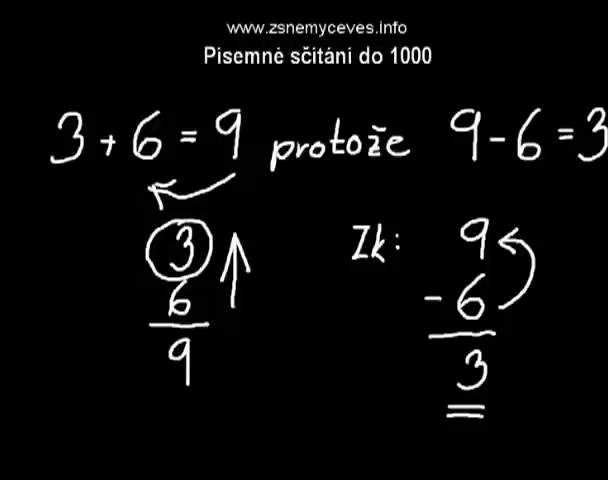 www.zsnemyceves.info
Písemné sčítání do 1000
3 + 6 = 9 protože 9 - 6 = 3
3
6
9
Zk: 9
- 6
3